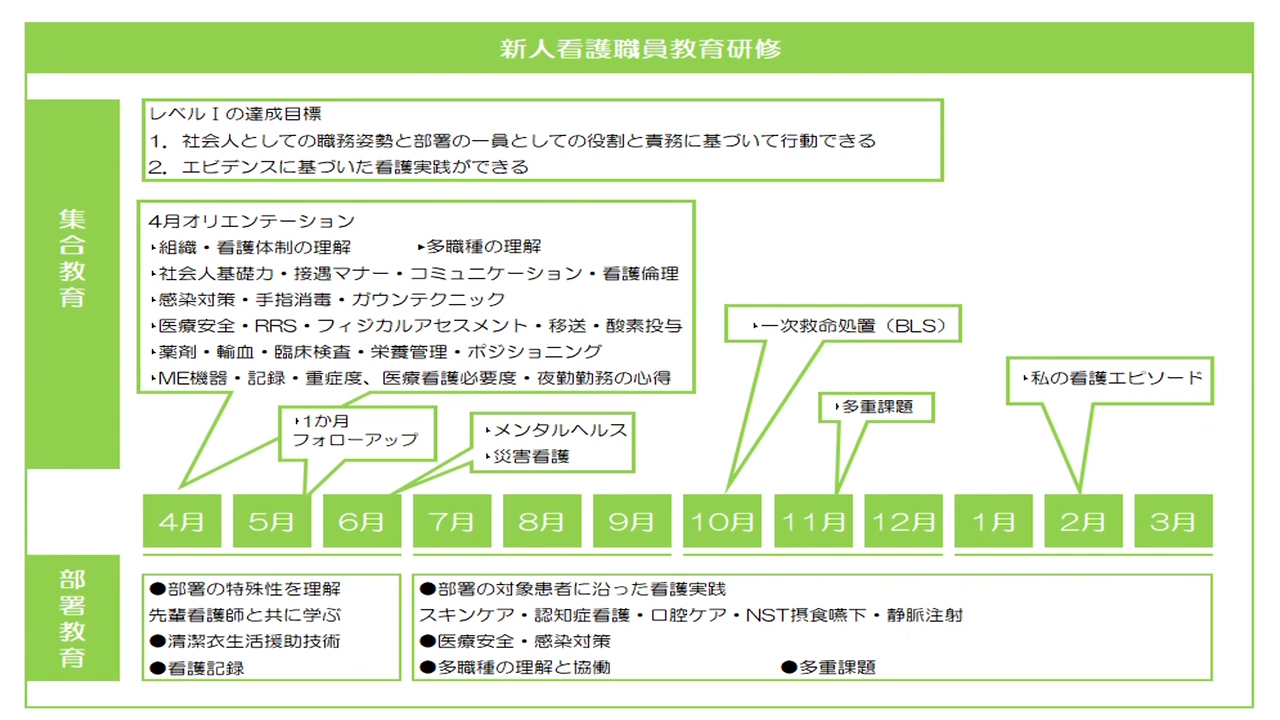 新人看護職員教育研修
集合教育
レベルⅠの達成目標
1．社会人としての職務姿勢と部署の一員としての役割と責務に基づいて行動できる
2．エビデンスに基づいた看護実践ができる
4月オリエンテーション
‣組織・看護体制の理解 ‣多職種の理解
‣社会人基礎力・接遇マナー・コミュニケーション・看護倫理
‣感染対策・手指消毒・ガウンテクニック
‣医療安全・RRS・フィジカルアセスメント・移送・酸素投与
‣薬剤・輸血・臨床検査・栄養管理・ポジショニング
‣ME機器・記録・重症度、医療看護必要度・夜勤勤務の心得
‣1か月
フォローアップ
‣メンタルヘルス
‣災害看護
‣一次救命処置（BLS）
‣多重課題
‣私の看護エピソード
4月 5月 6月 7月 8月 9月 10月 11月 12月 1月 2月 3月
部署教育
●部署の特殊性を理解
先輩看護師と共に学ぶ
●清潔衣生活援助技術
●看護記録
●部署の対象患者に沿った看護実践
スキンケア・認知症看護・口腔ケア・NST摂食嚥下・静脈注射
●医療安全・感染対策
●多職種の理解と協働 ●多重課題